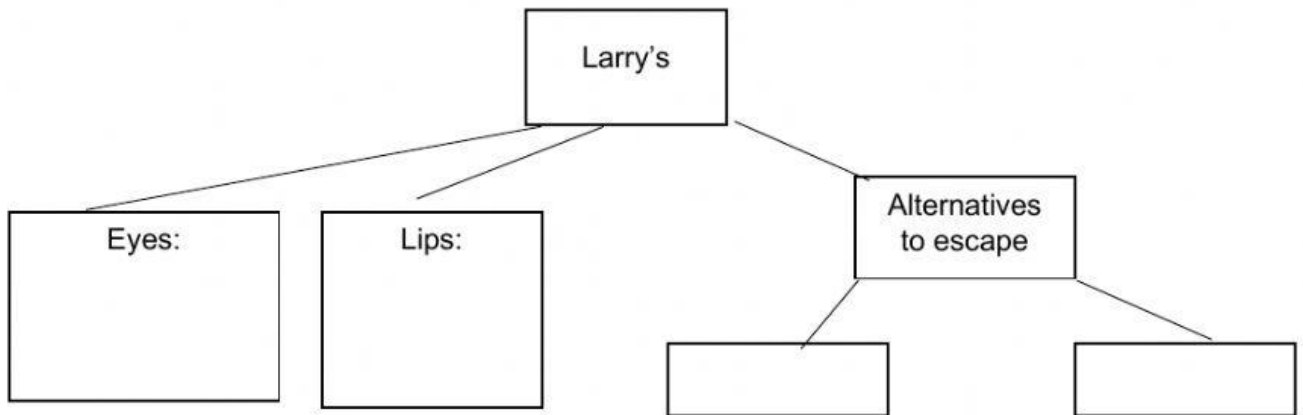 Larry’s
Eyes:
Lips:
Alternatives
to escape